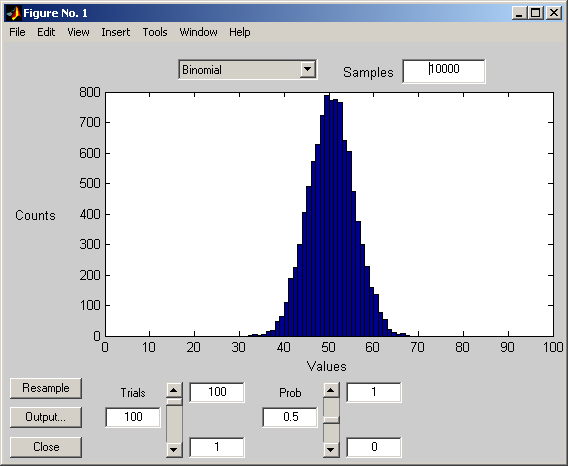 Figure No. 1
File Edit View Insert Tools Window Help
Binomial Samples 10000
800
700
600
500
400
300
200
100
0
Counts
0 10 20 30 40 50 60 70 80 90 100
Values
Resample Trials 100 Prob 1
Output... 100 0.5
Close 1 0